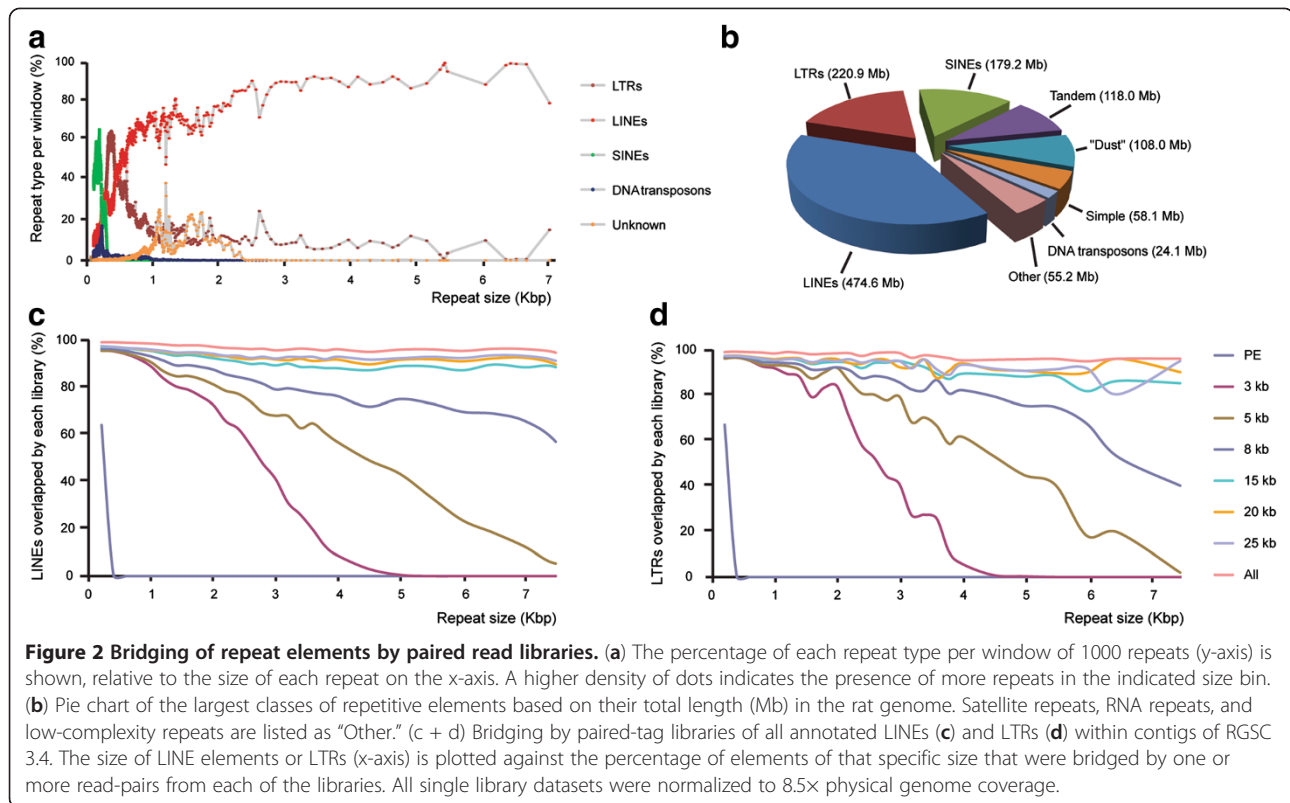 a
Repeat type per window (%)
100
80
60
40
20
0
0 1 2 3 4 5 6 7
Repeat size (Kbp)
LTRs
LINEs
SINEs
DNA transposons
Unknown
b
LTRs (220.9 Mb)
SINEs (179.2 Mb)
Tandem (118.0 Mb)
"Dust" (108.0 Mb)
Simple (58.1 Mb)
DNA transposons (24.1 Mb)
Other (55.2 Mb)
LINEs (474.6 Mb)
c
LINEs overlapped by each library (%)
100
80
60
40
20
0
0 1 2 3 4 5 6 7
Repeat size (Kbp)
d
LTRs overlapped by each library (%)
100
80
60
40
20
0
0 1 2 3 4 5 6 7
Repeat size (Kbp)
PE
3 kb
5 kb
8 kb
15 kb
20 kb
25 kb
All
Figure 2 Bridging of repeat elements by paired read libraries. (a) The percentage of each repeat type per window of 1000 repeats (y-axis) is
shown, relative to the size of each repeat on the x-axis. A higher density of dots indicates the presence of more repeats in the indicated size bin.
(b) Pie chart of the largest classes of repetitive elements based on their total length (Mb) in the rat genome. Satellite repeats, RNA repeats, and
low-complexity repeats are listed as “Other.” (c + d) Bridging by paired-tag libraries of all annotated LINEs (c) and LTRs (d) within contigs of RGSC
3.4. The size of LINE elements or LTRs (x-axis) is plotted against the percentage of elements of that specific size that were bridged by one or
more read-pairs from each of the libraries. All single library datasets were normalized to 8.5× physical genome coverage.